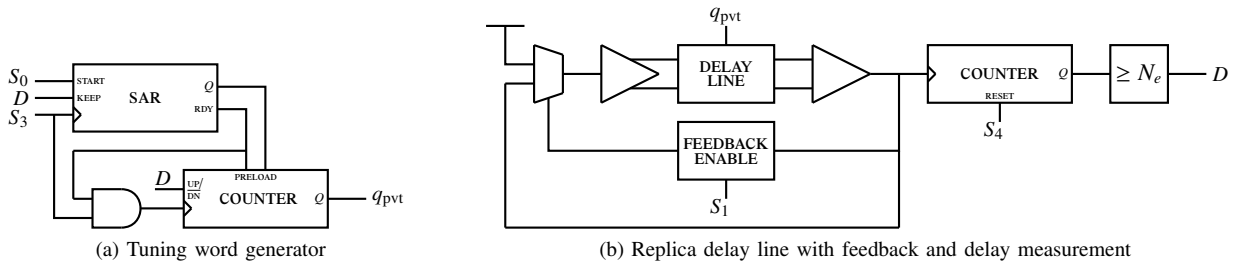 S0
D
S3
START
KEEP
SAR
Q
RDY
PRELOAD
D
UP/
DN
COUNTER
Q
qpvt
(a) Tuning word generator
qpvt
DELAY
LINE
FEEDBACK
ENABLE
S1
COUNTER
Q
RESET
S4
≥ Ne
D
(b) Replica delay line with feedback and delay measurement